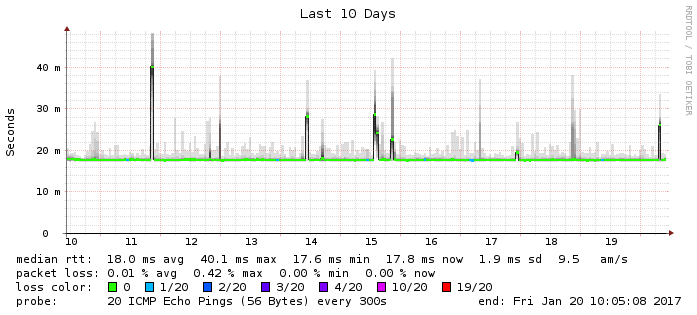 Last 10 Days
RRDTOOL / TOBI OETIKER
Seconds
40 m
30 m
20 m
10 m
0
10 11 12 13 14 15 16 17 18 19
median rtt: 18.0 ms avg 40.1 ms max 17.6 ms min 17.8 ms now 1.9 ms sd 9.5 am/s
packet loss: 0.01 % avg 0.42 % max 0.00 % min 0.00 % now
loss color: 0 1/20 2/20 3/20 4/20 10/20 19/20
probe: 20 ICMP Echo Pings (56 Bytes) every 300s end: Fri Jan 20 10:05:08 2017